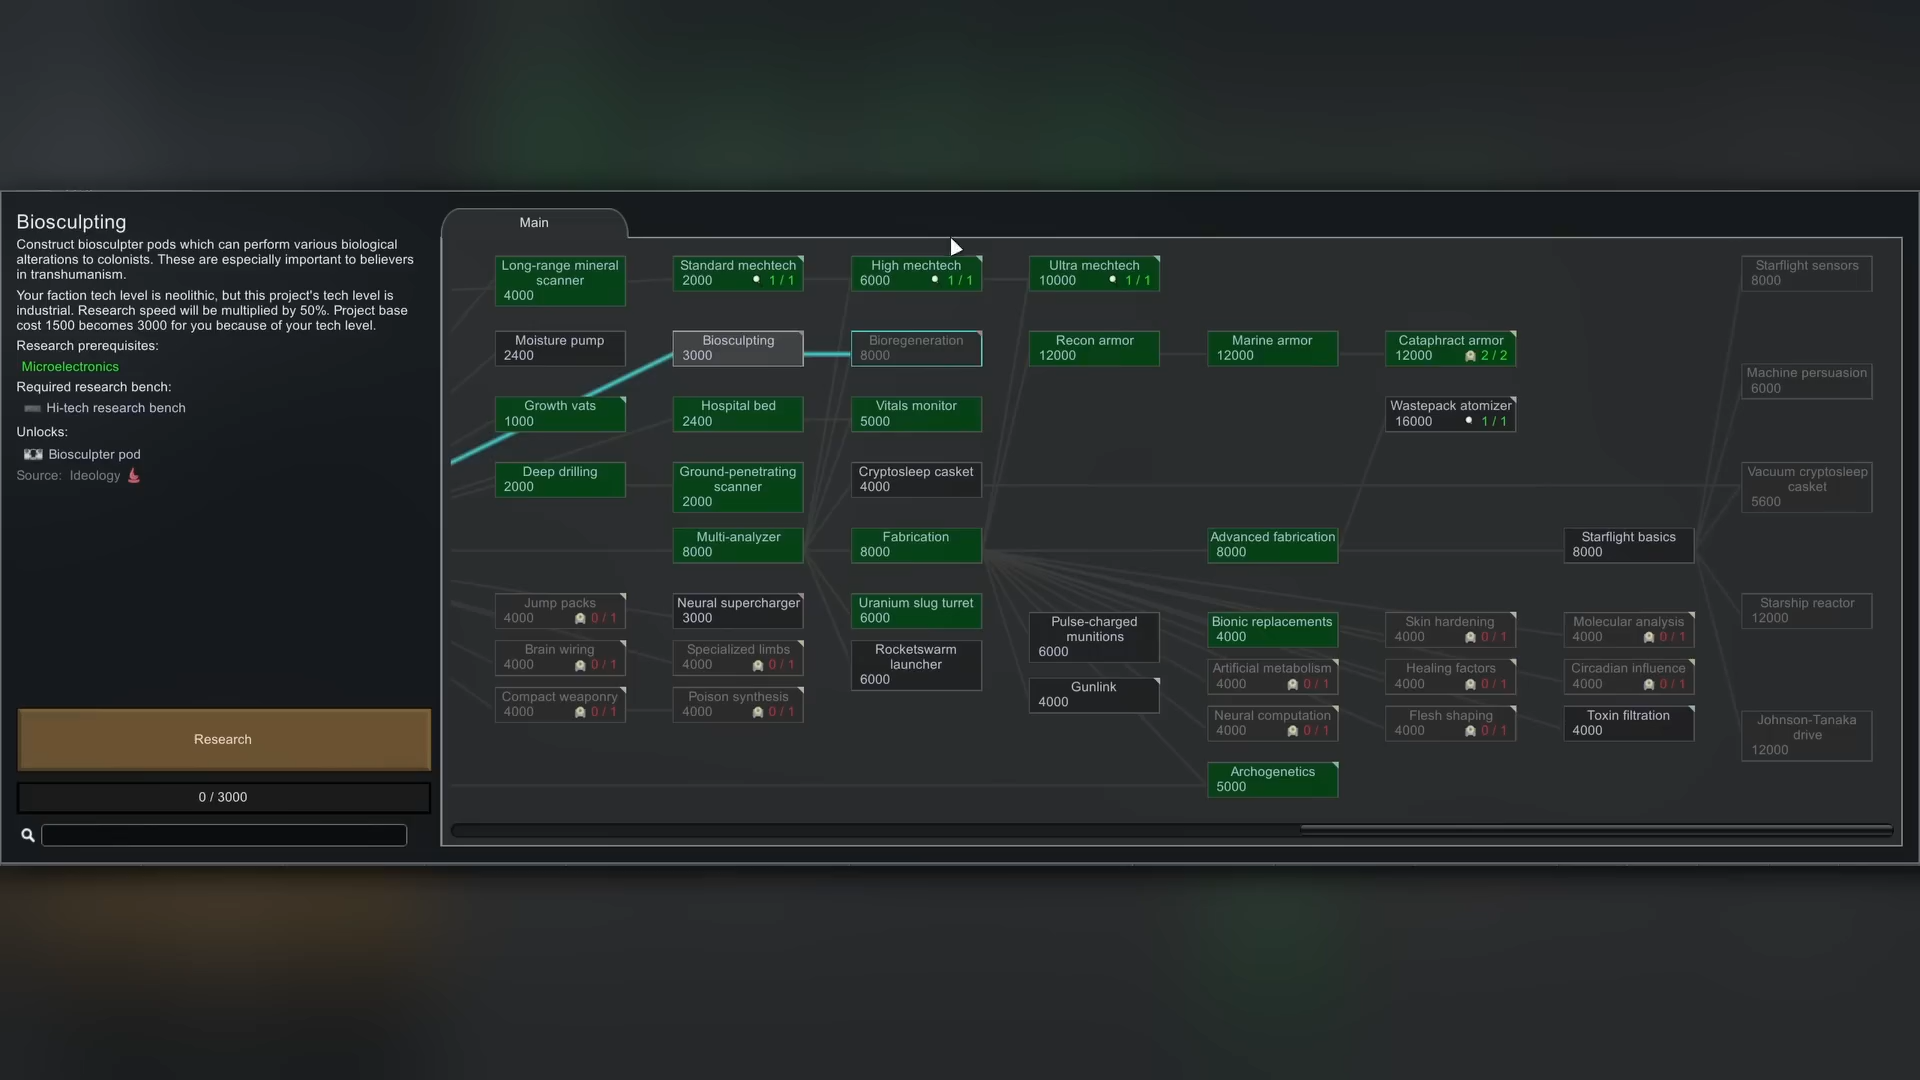 Biosculpting
Construct biosculpter pods which can perform various biological
alterations to colonists. These are especially important to believers
in transhumanism.
Your faction tech level is neolithic, but this project's tech level is
industrial. Research speed will be multiplied by 50%. Project base
cost 1500 becomes 3000 for you because of your tech level.
Research prerequisites:
Microelectronics
Required research bench:
Hi-tech research bench
Unlocks:
Biosculpter pod
Source: Ideology
Research
0 / 3000
Main
Long-range mineral
scanner
4000
Standard mechtech
2000 1 / 1
High mechtech
6000 1 / 1
Ultra mechtech
10000 1 / 1
Starflight sensors
8000
Moisture pump
2400
Biosculpting
3000
Bioregeneration
8000
Recon armor
12000
Marine armor
12000
Cataphract armor
12000 2 / 2
Machine persuasion
6000
Growth vats
1000
Hospital bed
2400
Vitals monitor
5000
Wastepack atomizer
16000 1 / 1
Deep drilling
2000
Ground-penetrating
scanner
2000
Cryptosleep casket
4000
Vacuum cryptosleep
casket
5600
Multi-analyzer
8000
Fabrication
8000
Advanced fabrication
8000
Starflight basics
8000
Jump packs
4000 0 / 1
Neural supercharger
3000
Uranium slug turret
6000
Pulse-charged
munitions
6000
Bionic replacements
4000
Skin hardening
4000 0 / 1
Molecular analysis
4000 0 / 1
Starship reactor
12000
Brain wiring
4000 0 / 1
Specialized limbs
4000 0 / 1
Rocketswarm
launcher
6000
Artificial metabolism
4000 0 / 1
Healing factors
4000 0 / 1
Circadian influence
4000 0 / 1
Compact weaponry
4000 0 / 1
Poison synthesis
4000 0 / 1
Gunlink
4000
Neural computation
4000 0 / 1
Flesh shaping
4000 0 / 1
Toxin filtration
4000
Johnson-Tanaka
drive
12000
Archogenetics
5000